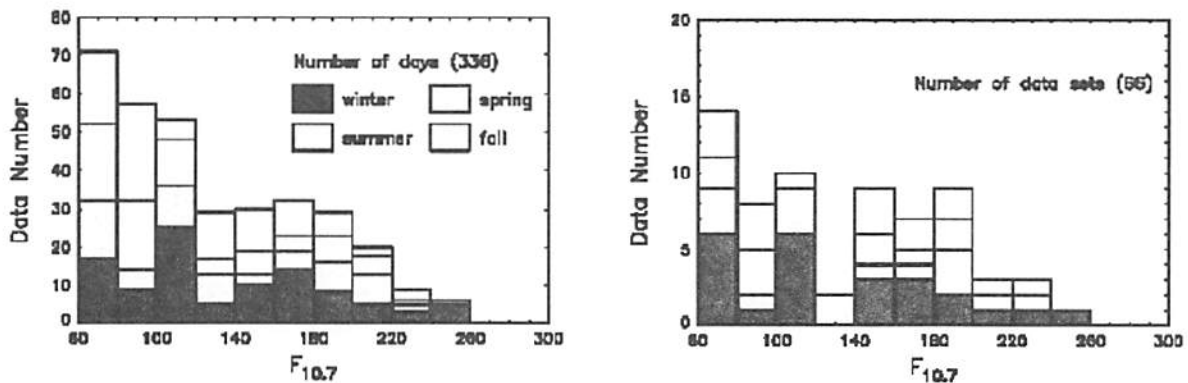 80
70
60
50
40
30
20
10
0
Data Number
Number of days (336)
winter
spring
summer
fall
60 100 140 180 220 260 300
F10.7
20
15
10
5
0
Data Number
Number of data sets (66)
60 100 140 180 220 260 300
F10.7